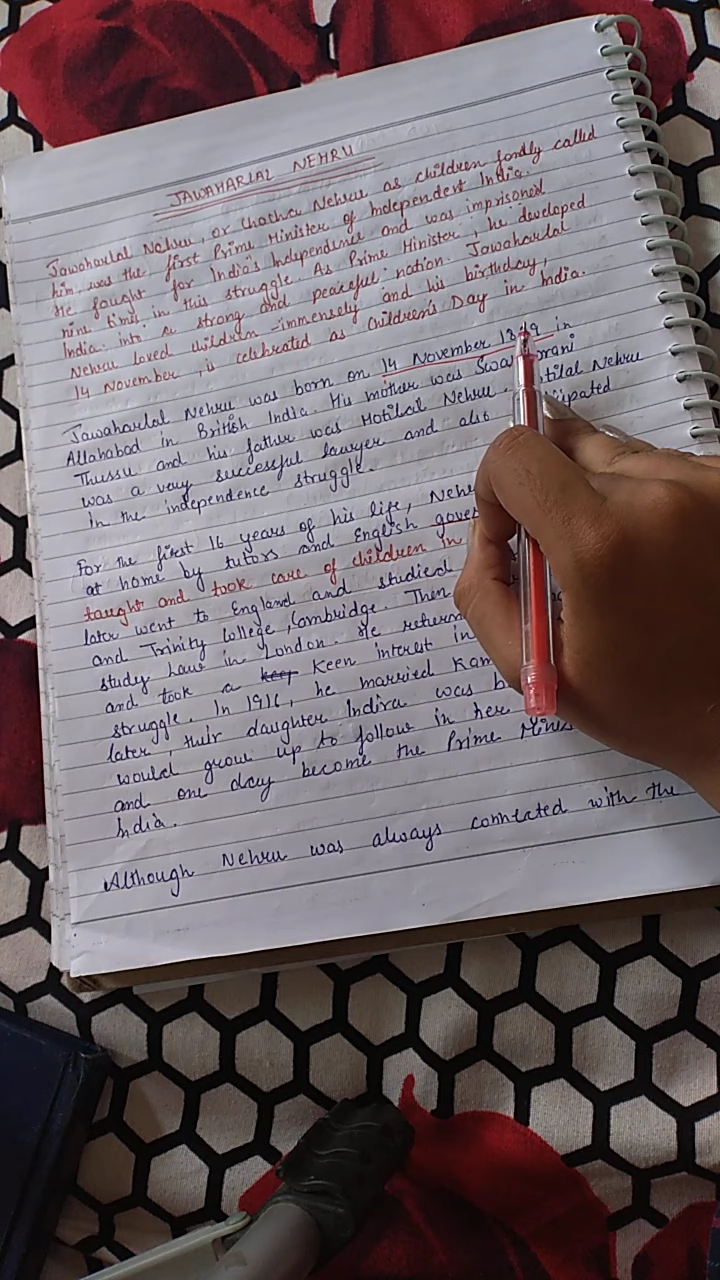 JAWAHARLAL NEHRU
Jawaharlal Nehru, or Chacha Nehru as children fondly called
him was the first Prime Minister of Independent India.
He fought for India's Independence and was imprisoned
nine times in this struggle. As Prime Minister, he developed
India into a strong and peaceful nation. Jawaharlal
Nehru loved children immensely and his birthday,
14 November, is celebrated as Children's Day in India.
Jawaharlal Nehru was born on 14 November in
Allahabad in British India. His mother was
Thussu and his father was Motilal Nehru. Nehru
was a very successful lawyer and also
in the independence struggle.
For the first 16 years of his life,
at home by tutors and English
taught and took care of children in
later went to England and studied
and Trinity College, Cambridge. Then
study law in London. He
and took a Keen interest in
struggle. In 1916, he married
later, their daughter Indira was
would grow up to follow in her
and one day become the Prime
India.
Although Nehru was always connected with the